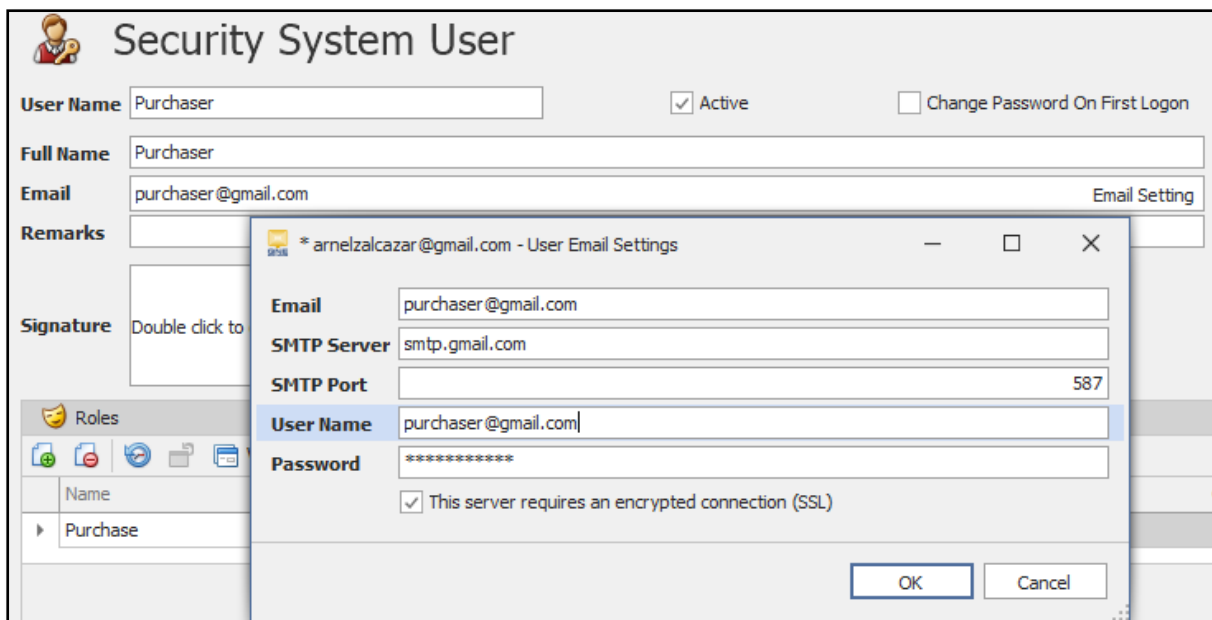 Security System User
User Name Purchaser Active Change Password On First Logon
Full Name Purchaser
Email purchaser@gmail.com Email Setting
Remarks
* arnelzalcazar@gmail.com - User Email Settings
Email purchaser@gmail.com
Signature Double click to
SMTP Server smtp.gmail.com
SMTP Port 587
Roles
User Name purchaser@gmail.com
Password ***********
Name
This server requires an encrypted connection (SSL)
Purchase
OK Cancel